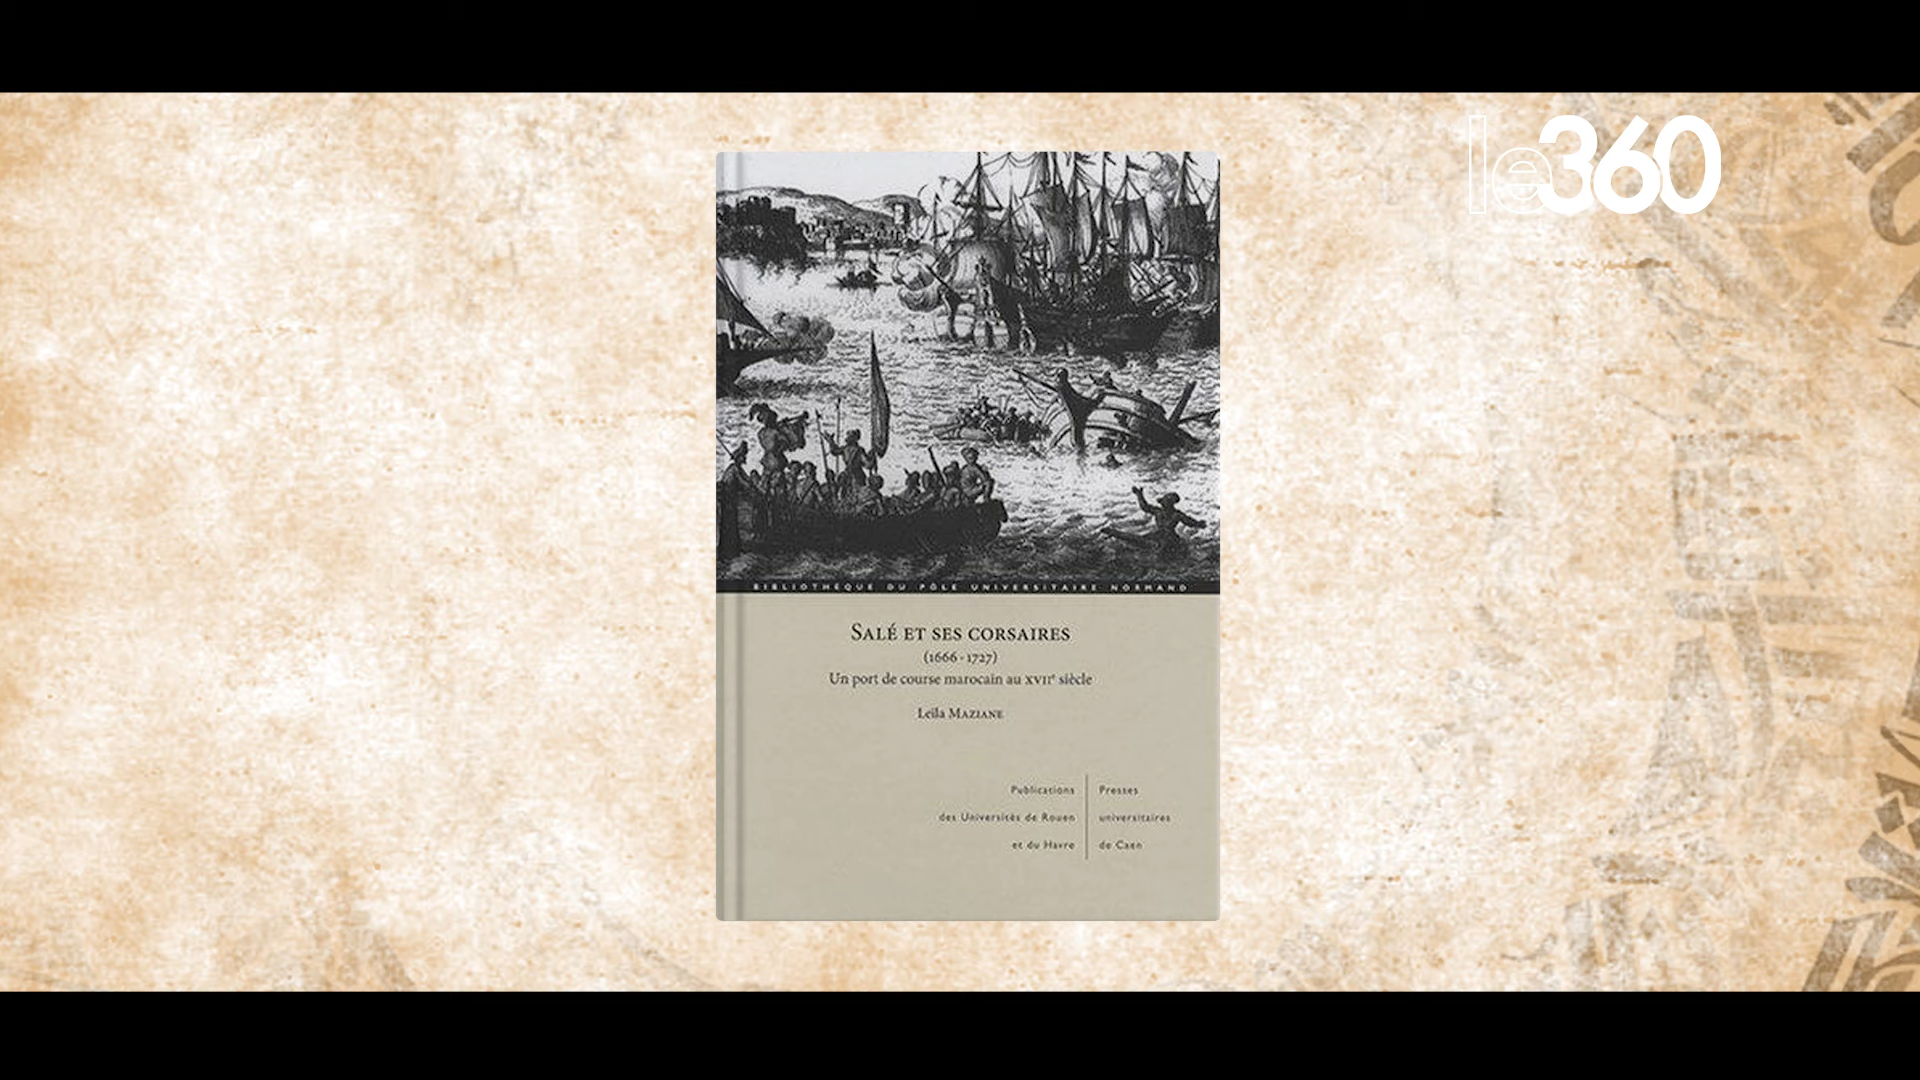 le360
BIBLIOTHÈQUE DU PÔLE UNIVERSITAIRE NORMAND
SALÉ ET SES CORSAIRES
(1666-1727)
Un port de course marocain au XVIIe siècle
Leïla MAZIANE
Publications
des Universités de Rouen
et du Havre
Presses
universitaires
de Caen